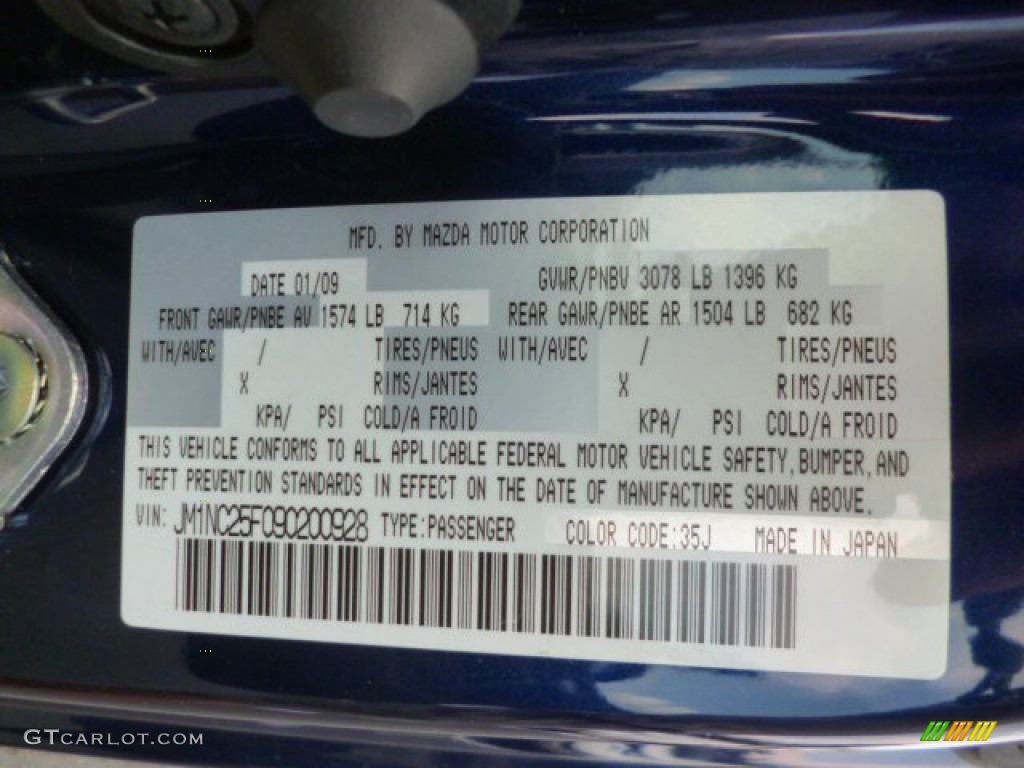 MFD. BY MAZDA MOTOR CORPORATION
DATE 01/09 GVWR/PNBV 3078 LB 1396 KG
FRONT GAWR/PNBE AV 1574 LB 714 KG REAR GAWR/PNBE AR 1504 LB 682 KG
WITH/AVEC / TIRES/PNEUS WITH/AVEC / TIRES/PNEUS
X RIMS/JANTES X RIMS/JANTES
KPA/ PSI COLD/A FROID KPA/ PSI COLD/A FROID
THIS VEHICLE CONFORMS TO ALL APPLICABLE FEDERAL MOTOR VEHICLE SAFETY, BUMPER, AND
THEFT PREVENTION STANDARDS IN EFFECT ON THE DATE OF MANUFACTURE SHOWN ABOVE.
VIN: JM1NC25F090200928 TYPE:PASSENGER COLOR CODE:35J MADE IN JAPAN
GTCARLOT.COM